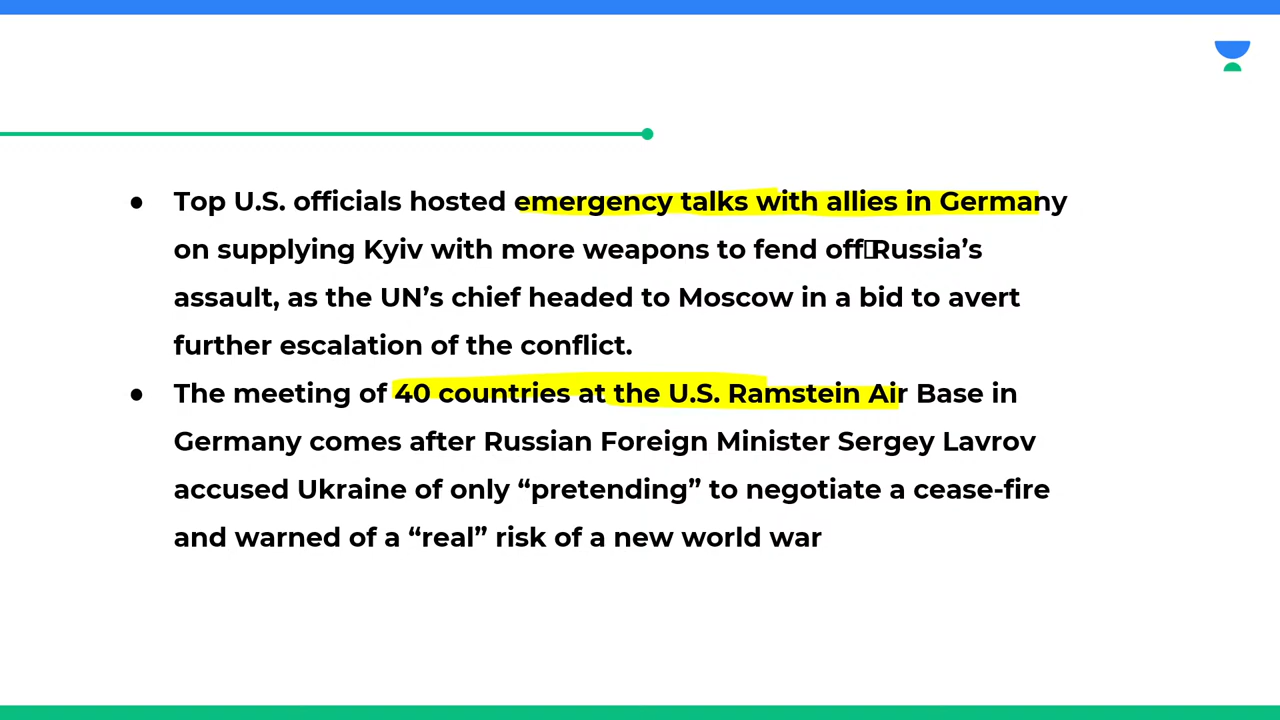 ● Top U.S. officials hosted emergency talks with allies in Germany
on supplying Kyiv with more weapons to fend off Russia’s
assault, as the UN’s chief headed to Moscow in a bid to avert
further escalation of the conflict.
● The meeting of 40 countries at the U.S. Ramstein Air Base in
Germany comes after Russian Foreign Minister Sergey Lavrov
accused Ukraine of only “pretending” to negotiate a cease-fire
and warned of a “real” risk of a new world war